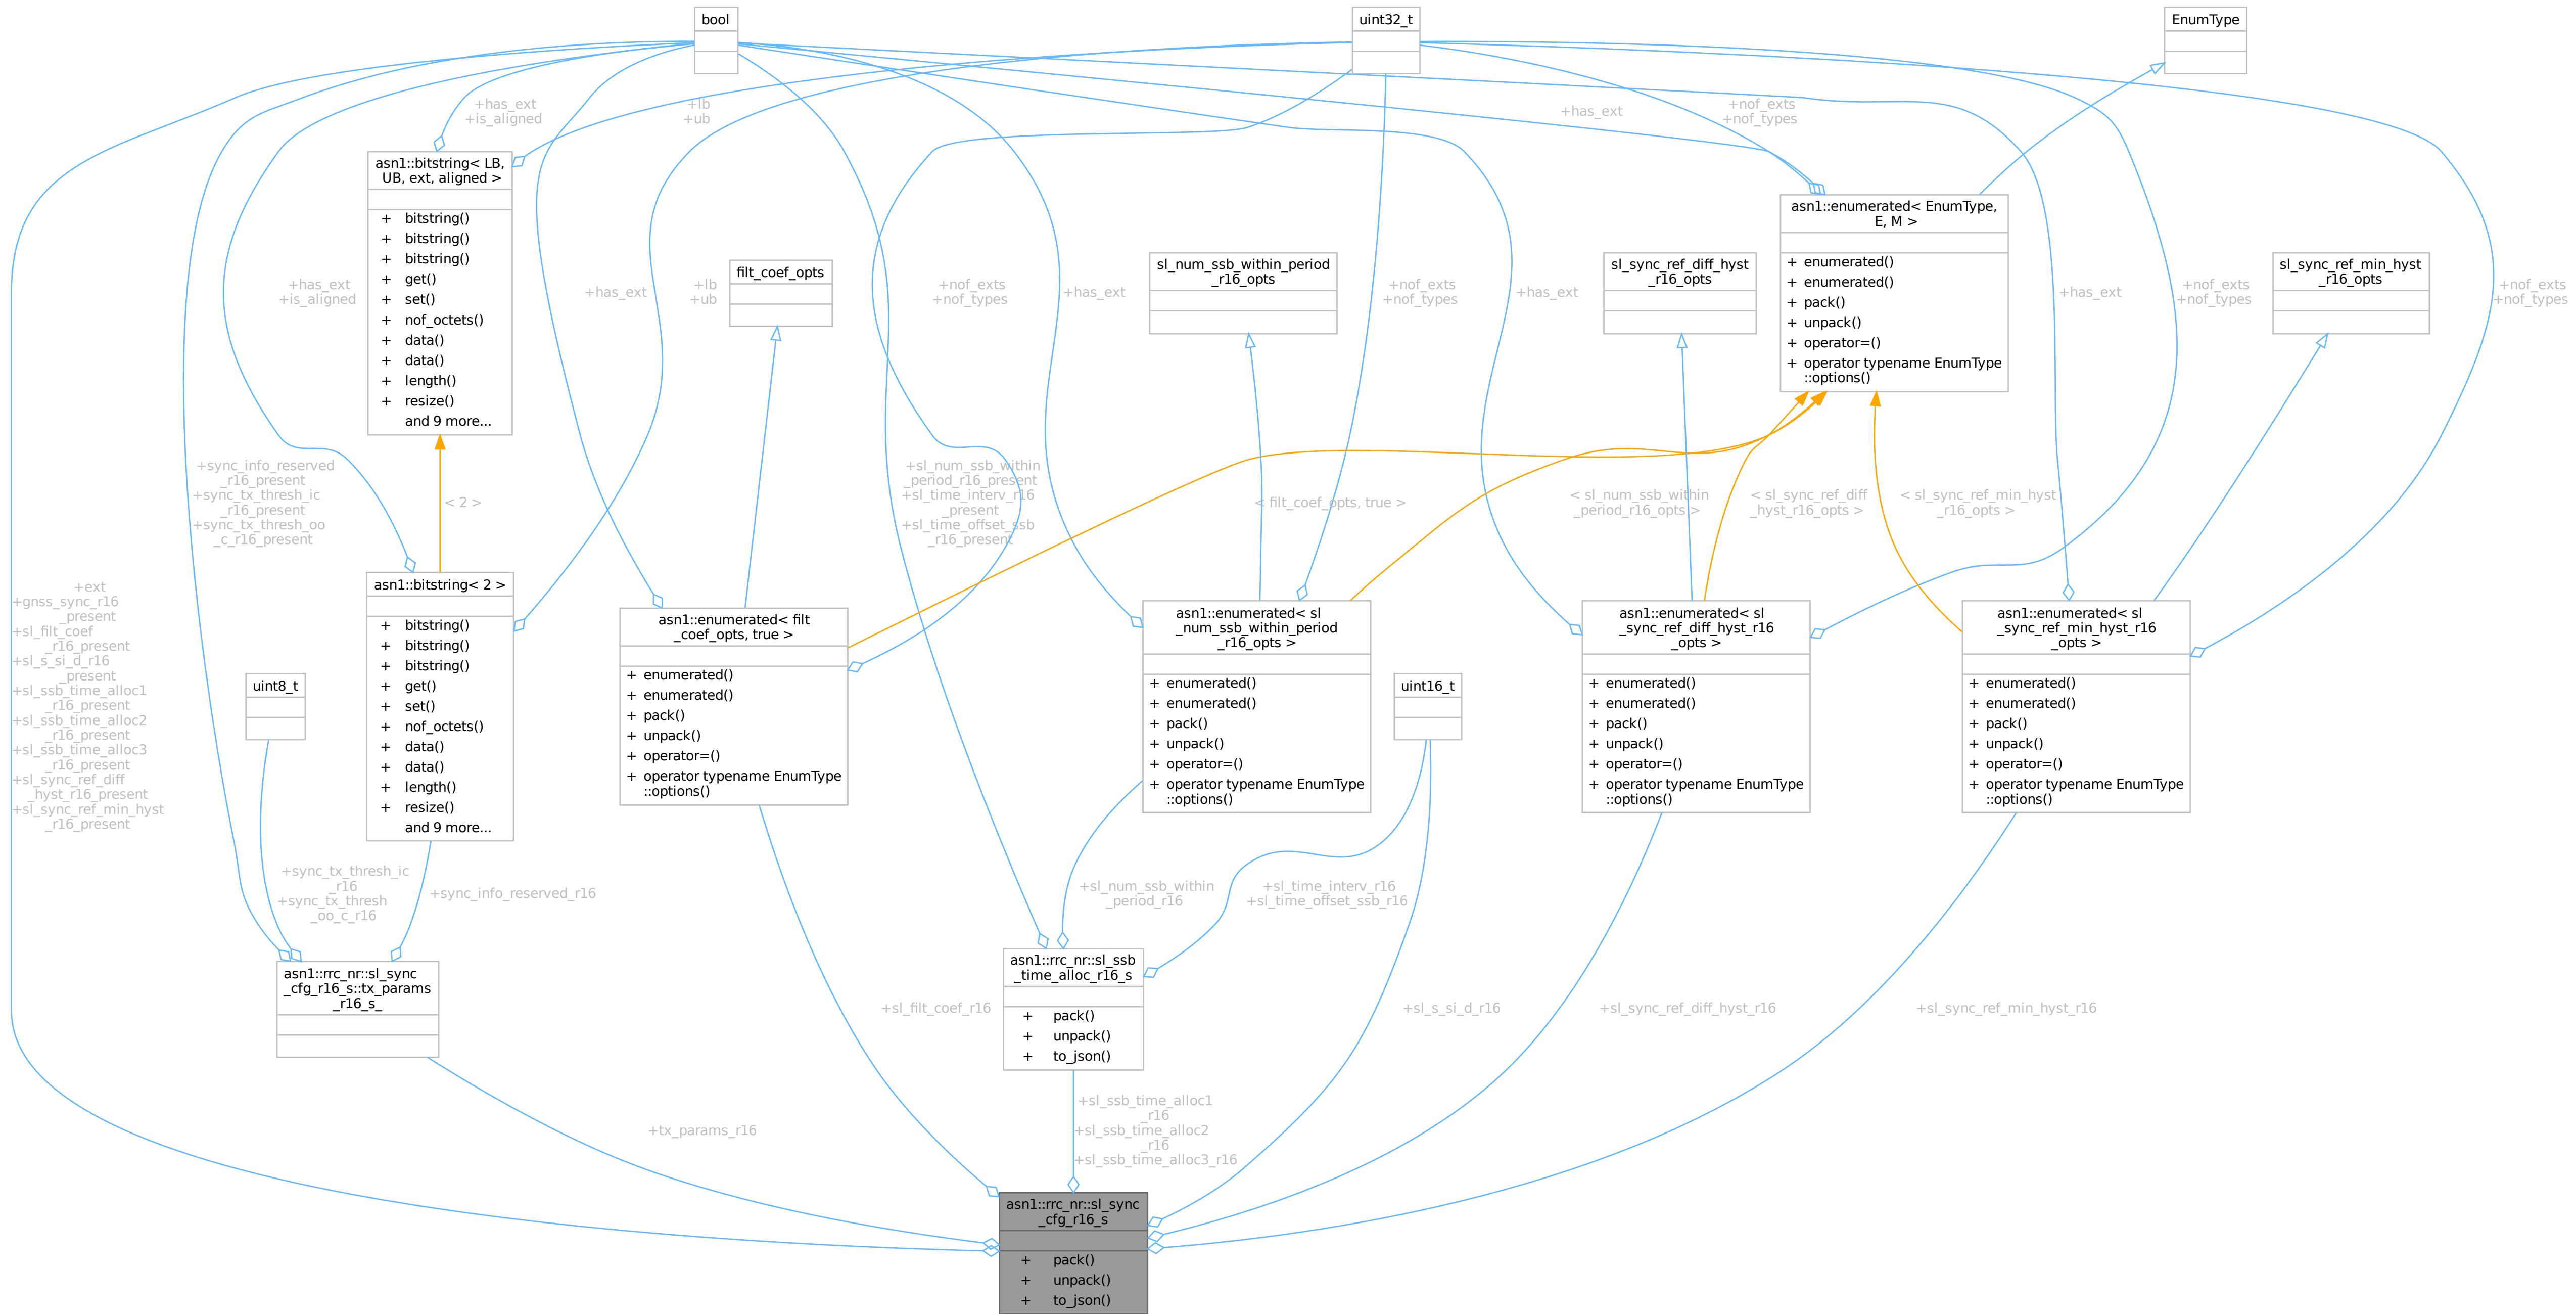 bool
uint32_t
EnumType
+has_ext
+is_aligned
+lb
+ub
+has_ext
+nof_exts
+nof_types
asn1::bitstring< LB,
UB, ext, aligned >
+ bitstring()
+ bitstring()
+ bitstring()
+ get()
+ set()
+ nof_octets()
+ data()
+ data()
+ length()
+ resize()
and 9 more...
asn1::enumerated< EnumType,
E, M >
+ enumerated()
+ enumerated()
+ pack()
+ unpack()
+ operator=()
+ operator typename EnumType
::options()
filt_coef_opts
sl_num_ssb_within_period
_r16_opts
sl_sync_ref_diff_hyst
_r16_opts
sl_sync_ref_min_hyst
_r16_opts
+has_ext
+is_aligned
+has_ext
+lb
+ub
+nof_exts
+nof_types
+has_ext
+nof_exts
+nof_types
+has_ext
+has_ext
+nof_exts
+nof_types
+nof_exts
+nof_types
+sync_info_reserved
_r16_present
+sync_tx_thresh_ic
_r16_present
+sync_tx_thresh_oo
_c_r16_present
< 2 >
+sl_num_ssb_within
_period_r16_present
+sl_time_interv_r16
_present
+sl_time_offset_ssb
_r16_present
< filt_coef_opts, true >
< sl_num_ssb_within
_period_r16_opts >
< sl_sync_ref_diff
_hyst_r16_opts >
< sl_sync_ref_min_hyst
_r16_opts >
+ext
+gnss_sync_r16
_present
+sl_filt_coef
_r16_present
+sl_s_si_d_r16
_present
+sl_ssb_time_alloc1
_r16_present
+sl_ssb_time_alloc2
_r16_present
+sl_ssb_time_alloc3
_r16_present
+sl_sync_ref_diff
_hyst_r16_present
+sl_sync_ref_min_hyst
_r16_present
uint8_t
asn1::bitstring< 2 >
+ bitstring()
+ bitstring()
+ bitstring()
+ get()
+ set()
+ nof_octets()
+ data()
+ data()
+ length()
+ resize()
and 9 more...
asn1::enumerated< filt
_coef_opts, true >
+ enumerated()
+ enumerated()
+ pack()
+ unpack()
+ operator=()
+ operator typename EnumType
::options()
asn1::enumerated< sl
_num_ssb_within_period
_r16_opts >
+ enumerated()
+ enumerated()
+ pack()
+ unpack()
+ operator=()
+ operator typename EnumType
::options()
uint16_t
asn1::enumerated< sl
_sync_ref_diff_hyst_r16
_opts >
+ enumerated()
+ enumerated()
+ pack()
+ unpack()
+ operator=()
+ operator typename EnumType
::options()
asn1::enumerated< sl
_sync_ref_min_hyst_r16
_opts >
+ enumerated()
+ enumerated()
+ pack()
+ unpack()
+ operator=()
+ operator typename EnumType
::options()
+sync_tx_thresh_ic
_r16
+sync_tx_thresh
_oo_c_r16
+sync_info_reserved_r16
+sl_num_ssb_within
_period_r16
+sl_time_interv_r16
+sl_time_offset_ssb_r16
asn1::rrc_nr::sl_sync
_cfg_r16_s::tx_params
_r16_s_
asn1::rrc_nr::sl_ssb
_time_alloc_r16_s
+ pack()
+ unpack()
+ to_json()
+sl_filt_coef_r16
+sl_s_si_d_r16
+sl_sync_ref_diff_hyst_r16
+sl_sync_ref_min_hyst_r16
+tx_params_r16
+sl_ssb_time_alloc1
_r16
+sl_ssb_time_alloc2
_r16
+sl_ssb_time_alloc3_r16
asn1::rrc_nr::sl_sync
_cfg_r16_s
+ pack()
+ unpack()
+ to_json()